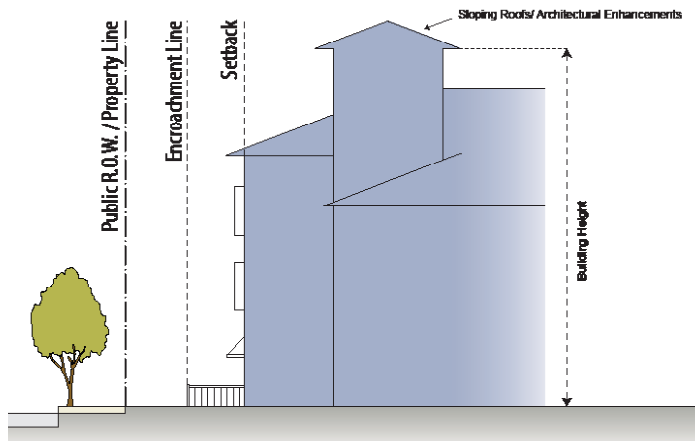 Sloping Roofs/ Architectural Enhancements
Public R.O.W. / Property Line
Encroachment Line
Setback
Building Height